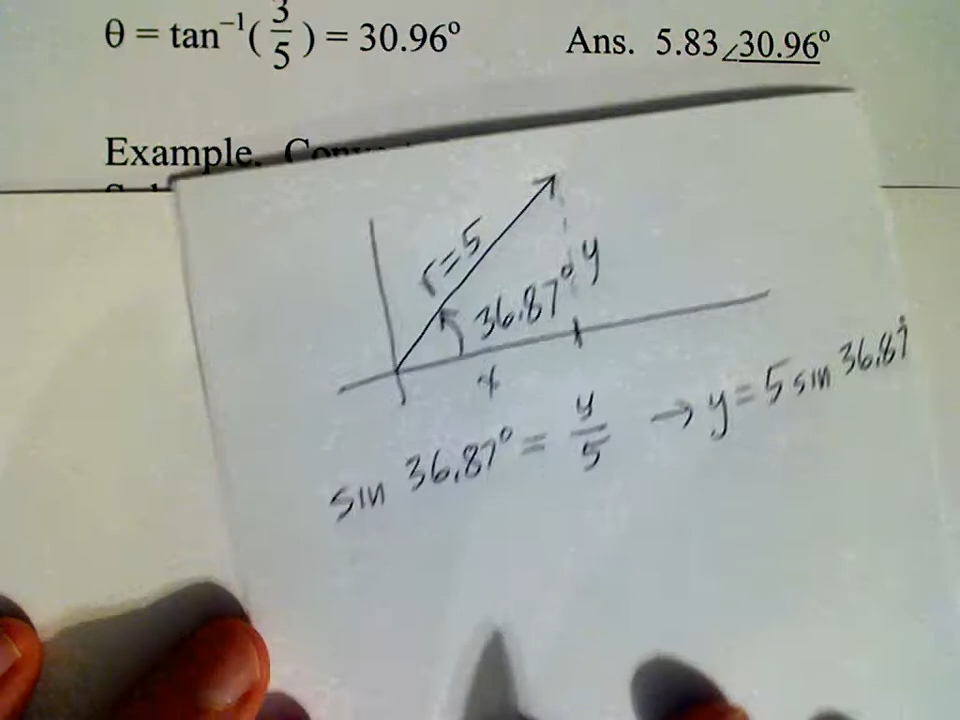 θ = tan⁻¹(3/5) = 30.96° Ans. 5.83∠30.96°
Example.
r=5
y
36.87°
x
sin 36.87° = y/5 → y = 5 sin 36.87°